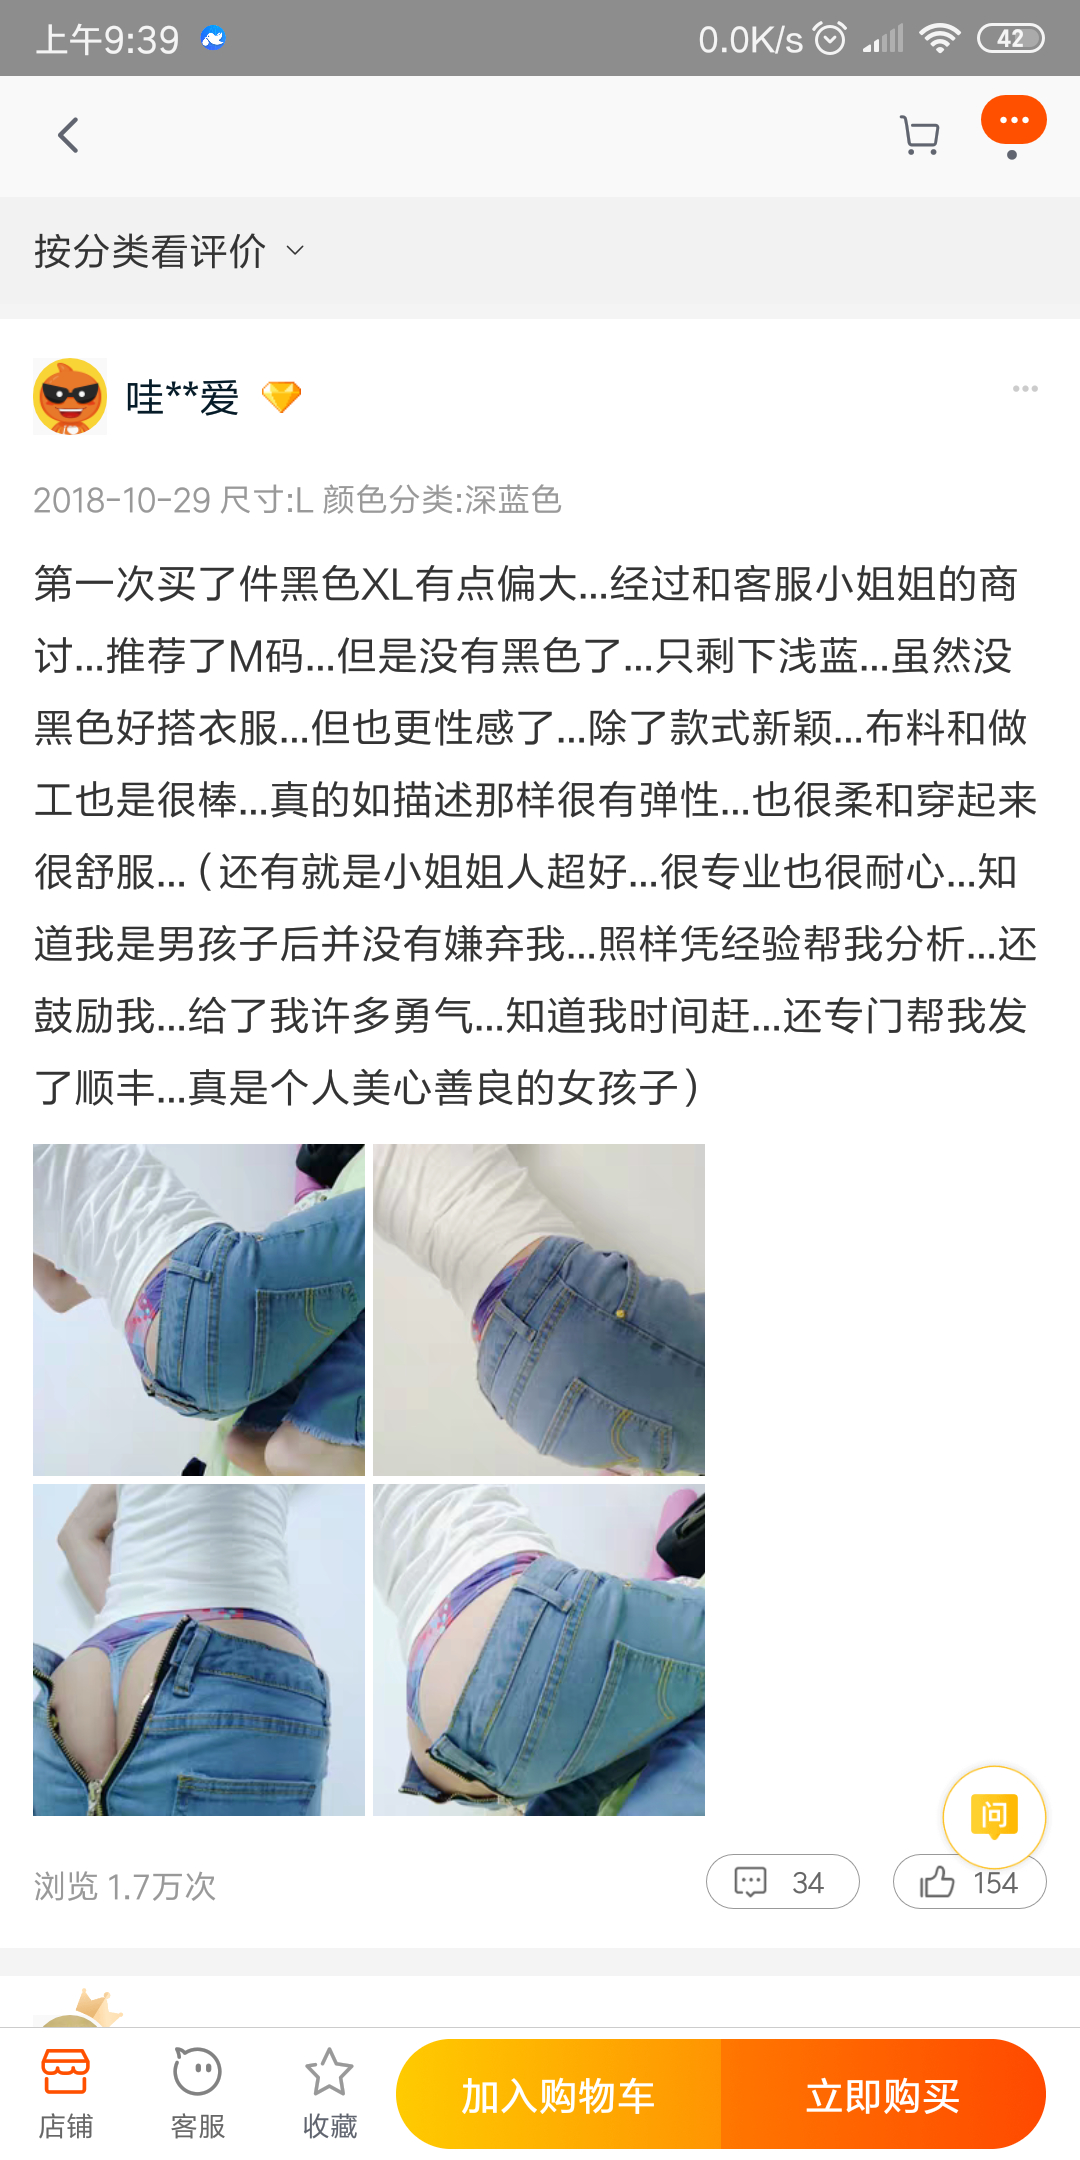 上午9:39
0.0K/s
42
按分类看评价
哇**爱
2018-10-29 尺寸:L 颜色分类:深蓝色
第一次买了件黑色XL有点偏大...经过和客服小姐姐的商
讨...推荐了M码...但是没有黑色了...只剩下浅蓝...虽然没
黑色好搭衣服...但也更性感了...除了款式新颖...布料和做
工也是很棒...真的如描述那样很有弹性...也很柔和穿起来
很舒服...（还有就是小姐姐人超好...很专业也很耐心...知
道我是男孩子后并没有嫌弃我...照样凭经验帮我分析...还
鼓励我...给了我许多勇气...知道我时间赶...还专门帮我发
了顺丰...真是个人美心善良的女孩子）
问
浏览 1.7万次
34
154
店铺
客服
收藏
加入购物车
立即购买